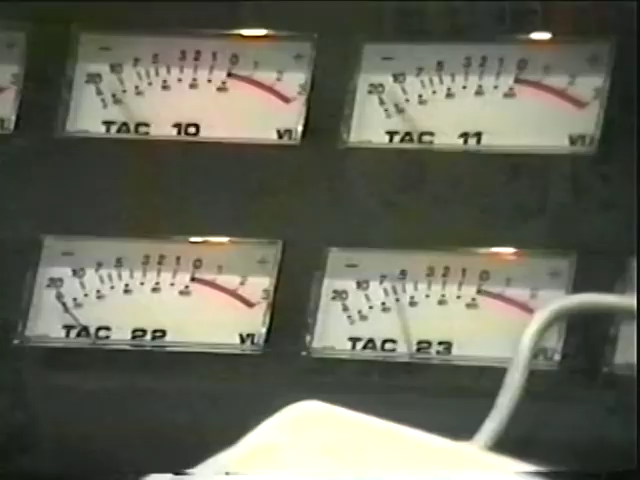 - +
20 10 7 5 3 2 1 0 1 2 3
TAC 10 VU
- +
20 10 7 5 3 2 1 0 1 2 3
TAC 11 VU
- +
20 10 7 5 3 2 1 0 1 2 3
TAC 22 VU
- +
20 10 7 5 3 2 1 0 1 2
TAC 23 VU